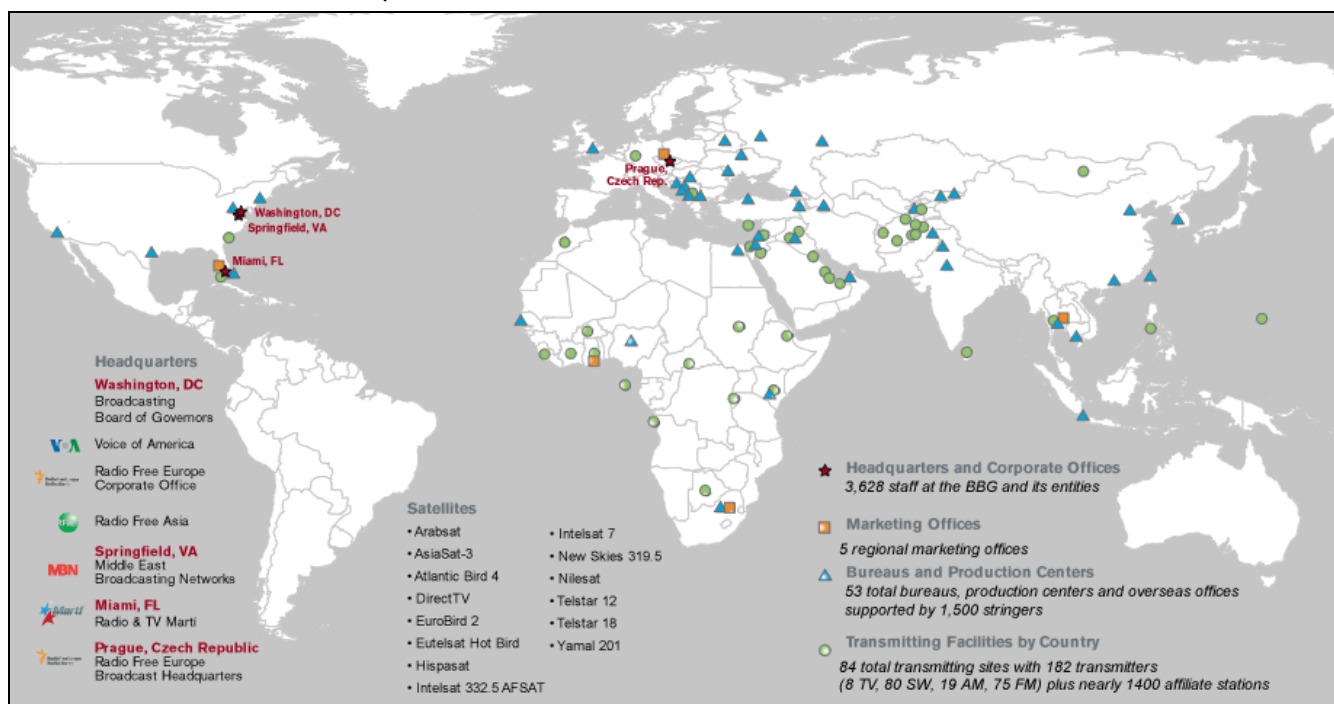 Prague,
Czech Rep.
Washington, DC
Springfield, VA
Miami, FL
Headquarters
Washington, DC
Broadcasting
Board of Governors
VOA
Voice of America
Radio Free Europe
Corporate Office
Radio Free Asia
Springfield, VA
MBN
Middle East
Broadcasting Networks
Martí
Miami, FL
Radio & TV Martí
Prague, Czech Republic
Radio Free Europe
Broadcast Headquarters
Satellites
• Arabsat
• AsiaSat-3
• Atlantic Bird 4
• DirectTV
• EuroBird 2
• Eutelsat Hot Bird
• Hispasat
• Intelsat 332.5 AFSAT
• Intelsat 7
• New Skies 319.5
• Nilesat
• Telstar 12
• Telstar 18
• Yamal 201
Headquarters and Corporate Offices
3,628 staff at the BBG and its entities
Marketing Offices
5 regional marketing offices
Bureaus and Production Centers
53 total bureaus, production centers and overseas offices
supported by 1,500 stringers
Transmitting Facilities by Country
84 total transmitting sites with 182 transmitters
(8 TV, 80 SW, 19 AM, 75 FM) plus nearly 1400 affiliate stations